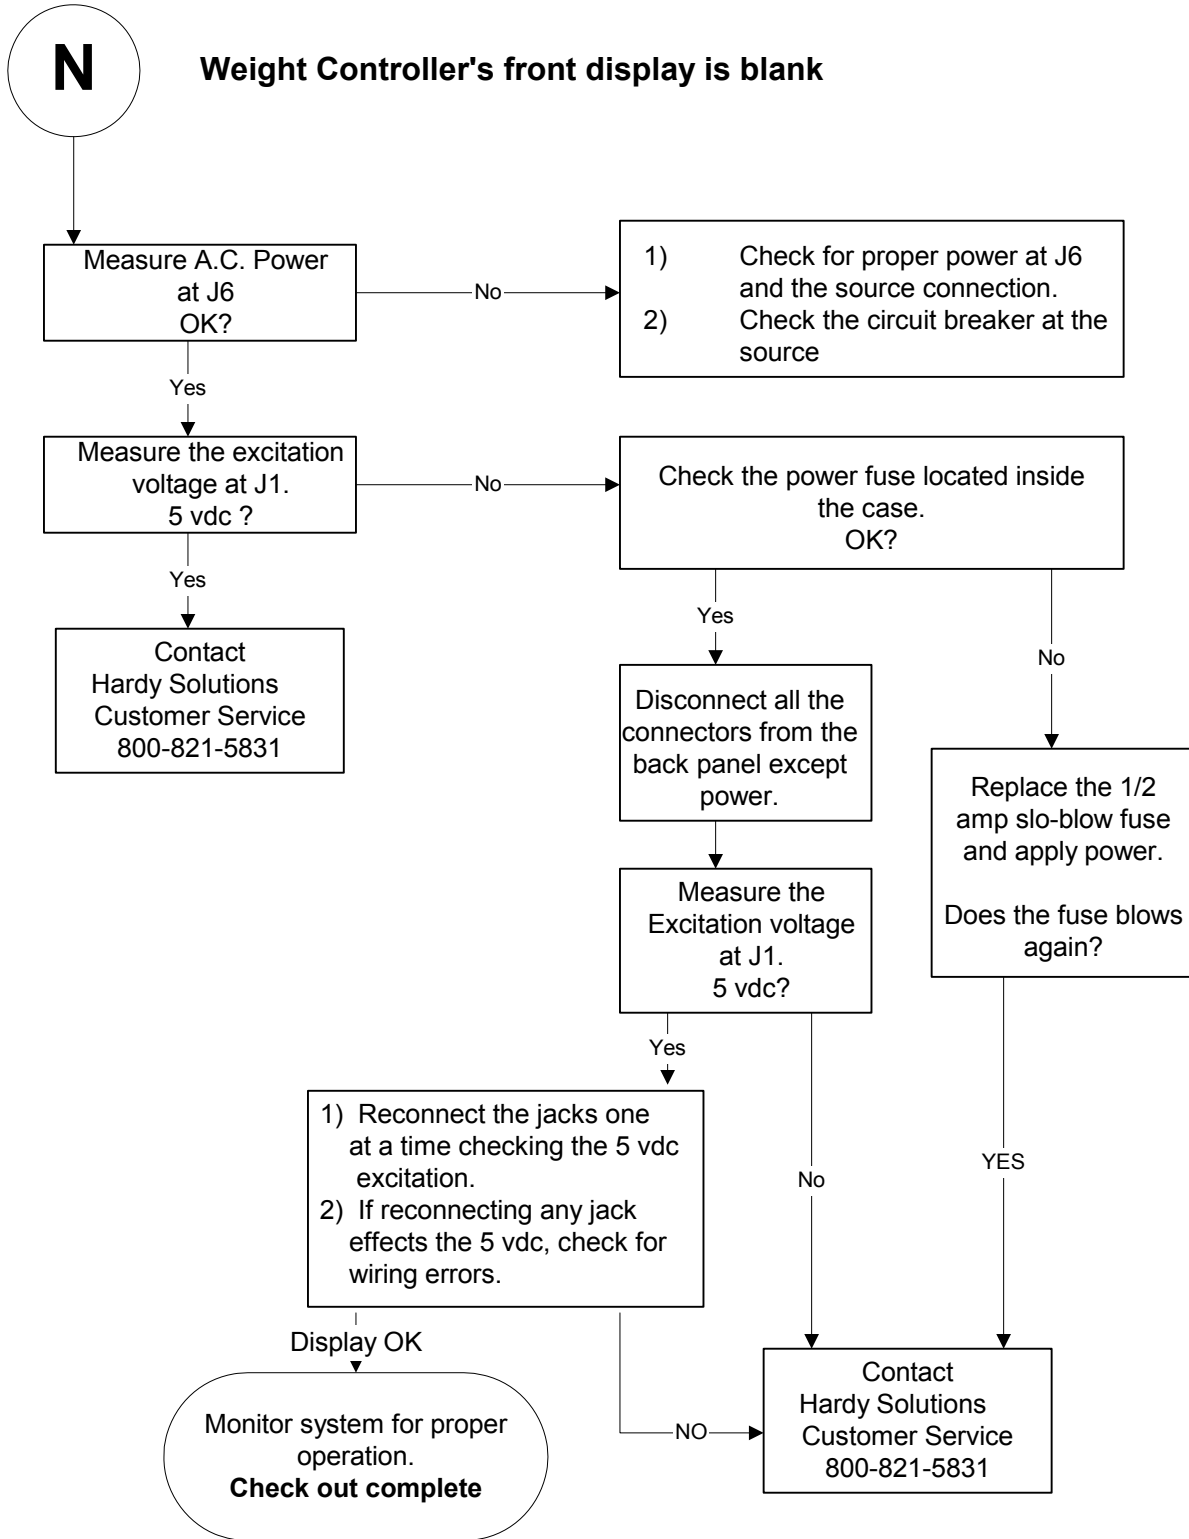 N
Weight Controller's front display is blank
Measure A.C. Power
at J6
OK?
No
1) Check for proper power at J6
and the source connection.
2) Check the circuit breaker at the
source
Yes
Measure the excitation
voltage at J1.
5 vdc ?
No
Check the power fuse located inside
the case.
OK?
Yes
Contact
Hardy Solutions
Customer Service
800-821-5831
Yes
No
Disconnect all the
connectors from the
back panel except
power.
Replace the 1/2
amp slo-blow fuse
and apply power.
Does the fuse blows
again?
Measure the
Excitation voltage
at J1.
5 vdc?
Yes
No
YES
1) Reconnect the jacks one
at a time checking the 5 vdc
excitation.
2) If reconnecting any jack
effects the 5 vdc, check for
wiring errors.
Display OK
NO
Monitor system for proper
operation.
Check out complete
Contact
Hardy Solutions
Customer Service
800-821-5831